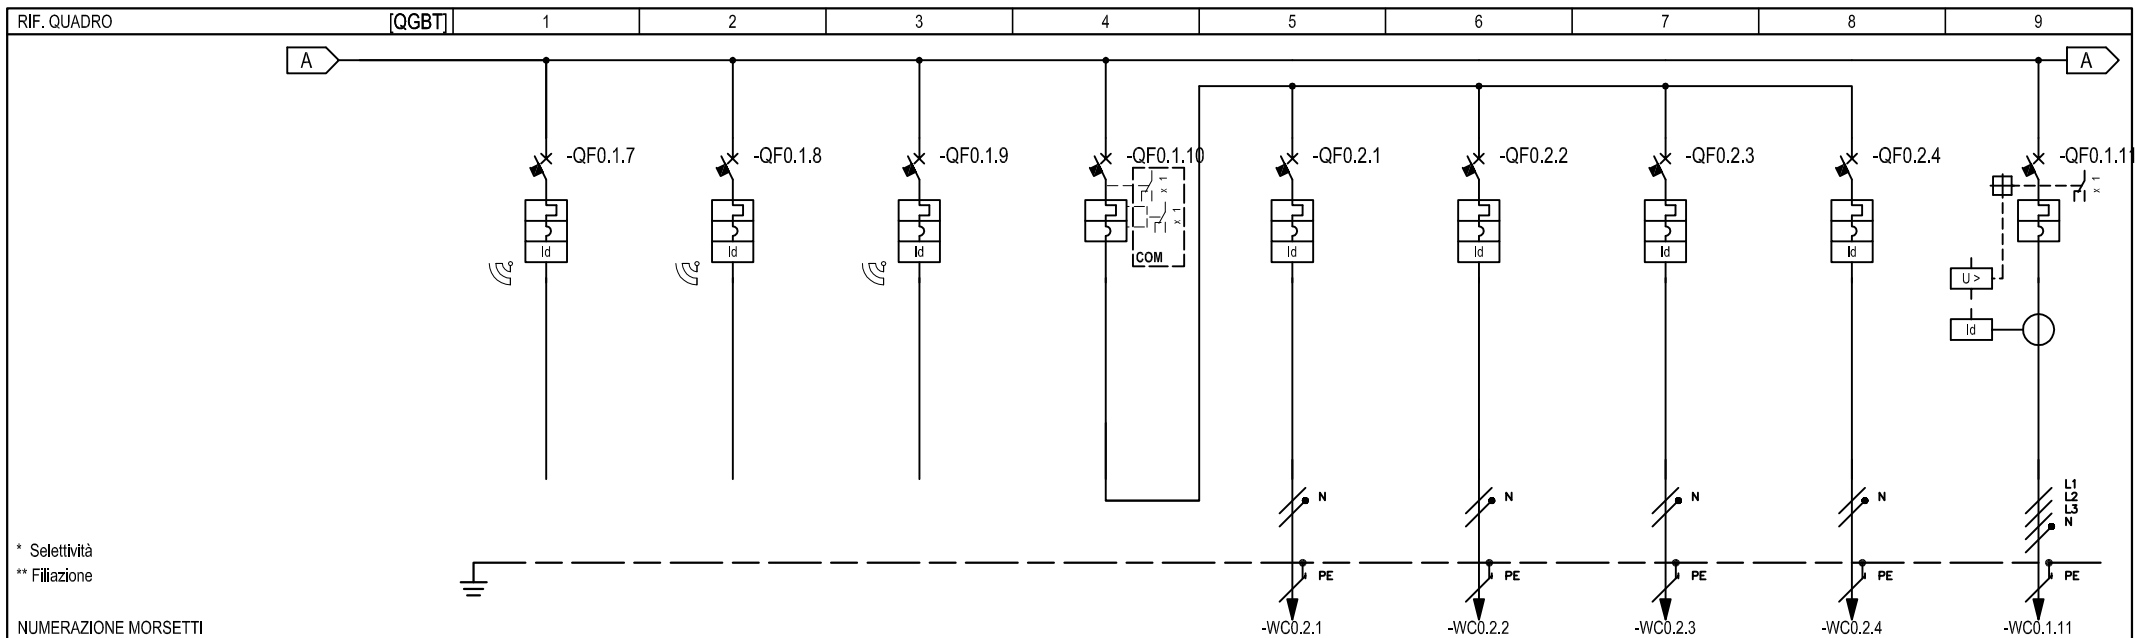 RIF. QUADRO [QGBT] 1 2 3 4 5 6 7 8 9
A A
-QF0.1.7 -QF0.1.8 -QF0.1.9 -QF0.1.10 -QF0.2.1 -QF0.2.2 -QF0.2.3 -QF0.2.4 -QF0.1.11
x 1 x 1
x 1
Id Id Id COM Id Id Id Id
U >
Id
L1
L2
L3
N N N N N
* Selettività
** Filiazione
PE PE PE PE PE
NUMERAZIONE MORSETTI -WC0.2.1 -WC0.2.2 -WC0.2.3 -WC0.2.4 -WC0.1.11